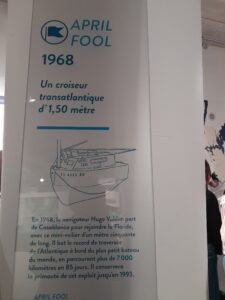 APRIL
FOOL
1968
Un croiseur
transatlantique
d'1,50 mètre
En 1968, le navigateur Hugo Vihlen part
de Casablanca pour rejoindre la Floride,
avec ce mini-voilier d'un mètre cinquante
de long. Il bat le record de traversée
de l'Atlantique à bord du plus petit bateau
du monde, en parcourant plus de 7 000
kilomètres en 85 jours. Il conservera
la primauté de cet exploit jusqu'en 1993.
APRIL FOOL